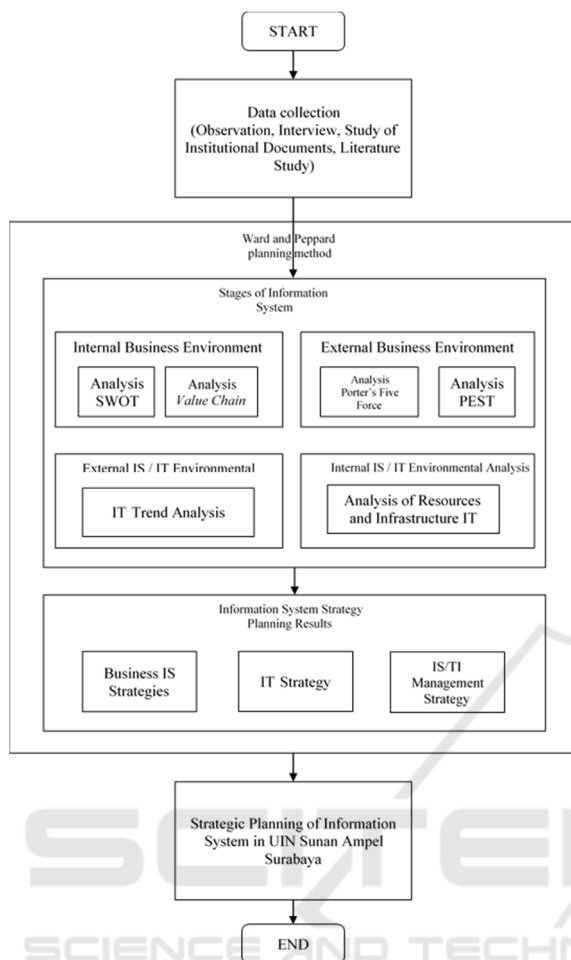 START
Data collection
(Observation, Interview, Study of
Institutional Documents, Literature
Study)
Ward and Peppard
planning method
Stages of Information
System
Internal Business Environment
Analysis
SWOT
Analysis
Value Chain
External Business Environment
Analysis
Porter's Five
Force
Analysis
PEST
External IS / IT Environmental
IT Trend Analysis
Internal IS / IT Environmental Analysis
Analysis of Resources
and Infrastructure IT
Information System Strategy
Planning Results
Business IS
Strategies
IT Strategy
IS/TI
Management
Strategy
Strategic Planning of Information
System in UIN Sunan Ampel
Surabaya
END
SCITE
SCIENCE AND TECHN